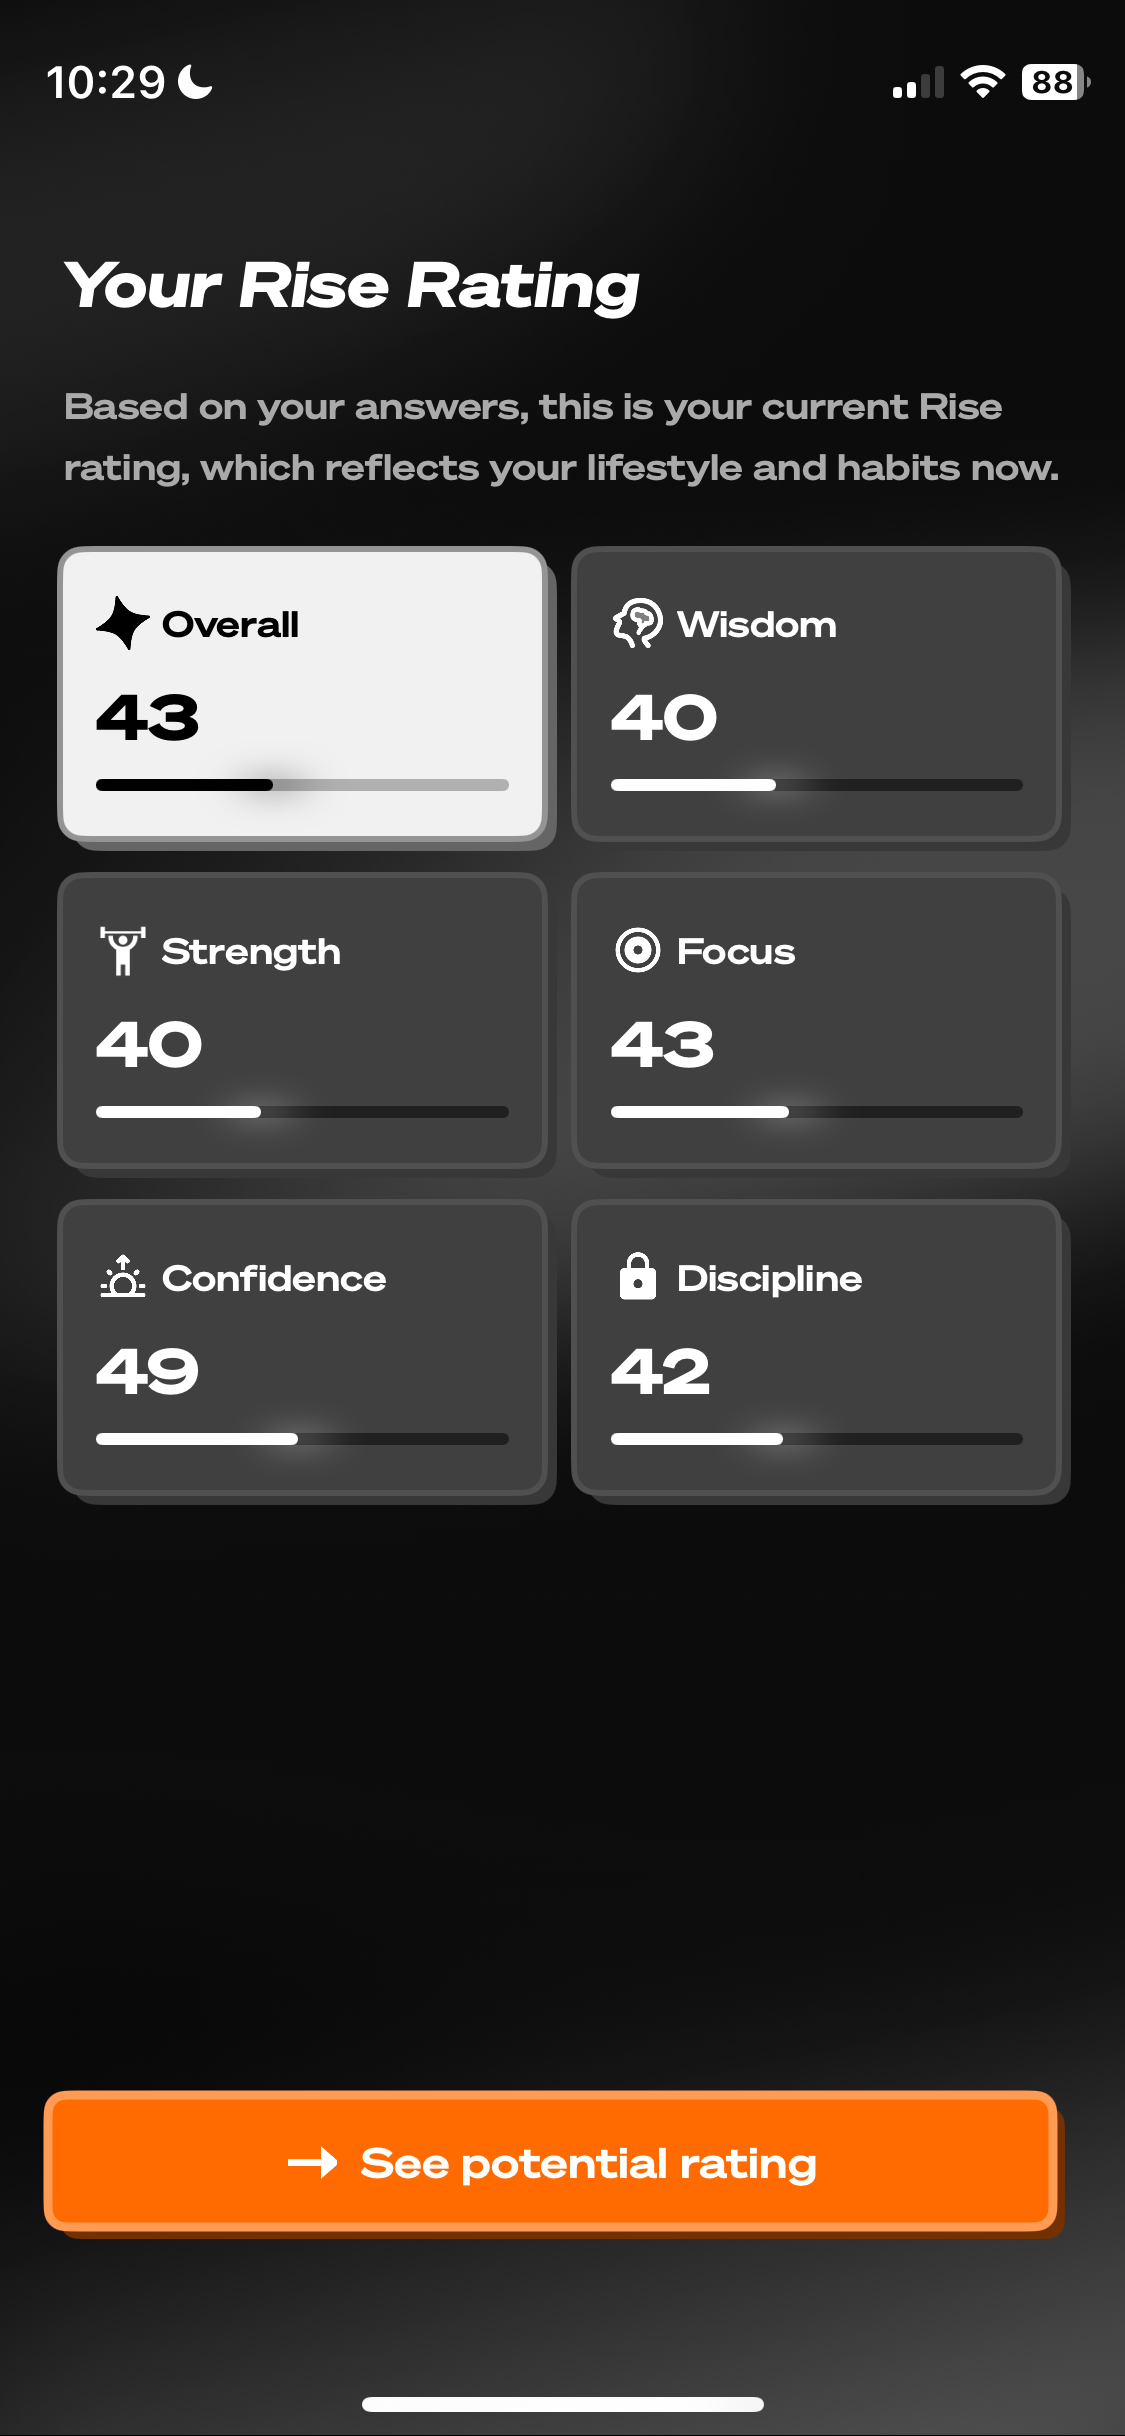 10:29
88
Your Rise Rating
Based on your answers, this is your current Rise
rating, which reflects your lifestyle and habits now.
Overall
43
Wisdom
40
Strength
40
Focus
43
Confidence
49
Discipline
42
See potential rating